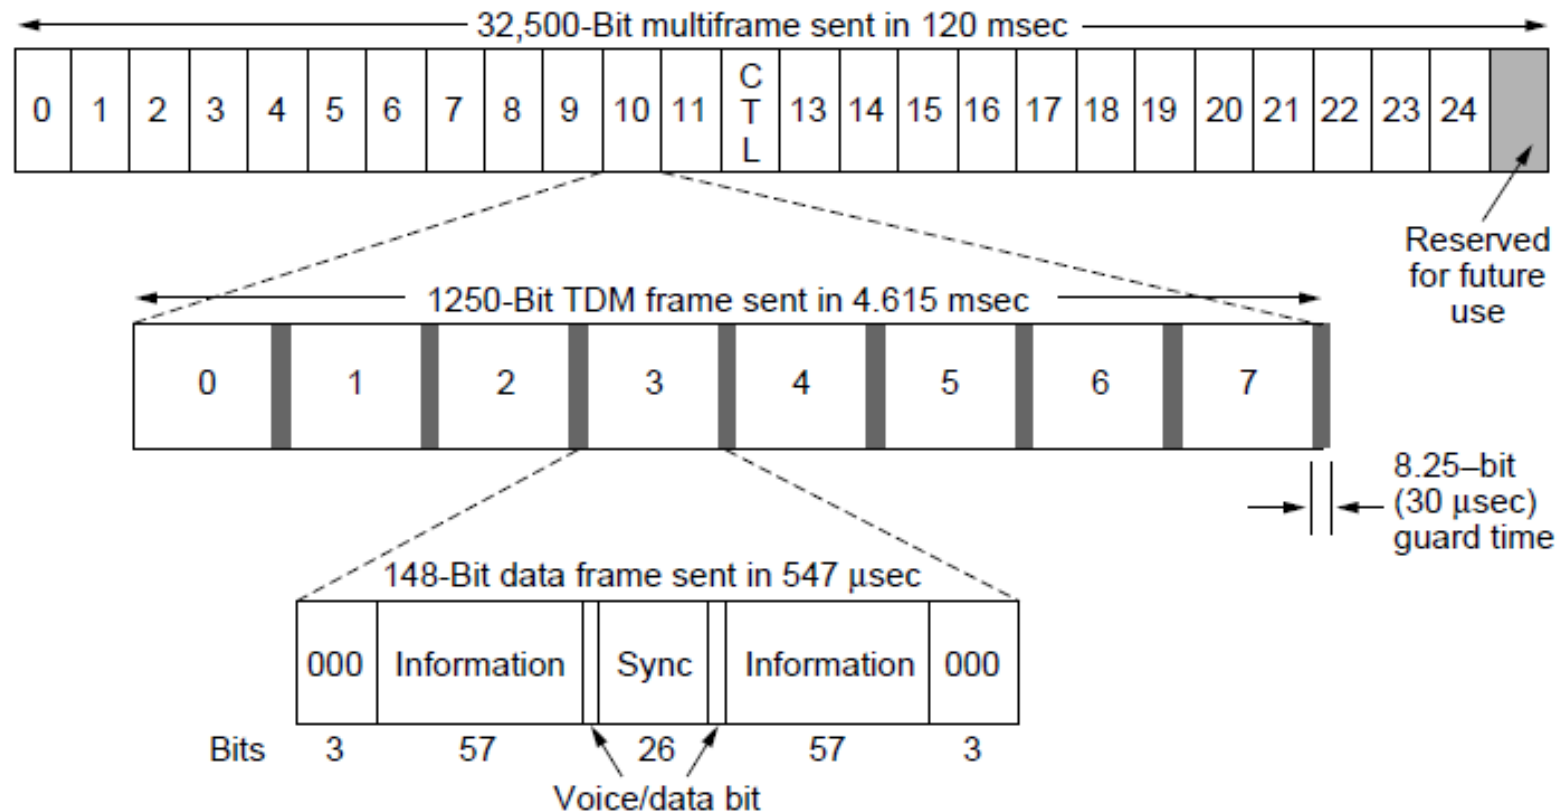 32,500-Bit multiframe sent in 120 msec
0 1 2 3 4 5 6 7 8 9 10 11 CTL 13 14 15 16 17 18 19 20 21 22 23 24
Reserved
for future
use
1250-Bit TDM frame sent in 4.615 msec
0 1 2 3 4 5 6 7
8.25–bit
(30 μsec)
guard time
148-Bit data frame sent in 547 μsec
000 Information Sync Information 000
Bits 3 57 26 57 3
Voice/data bit